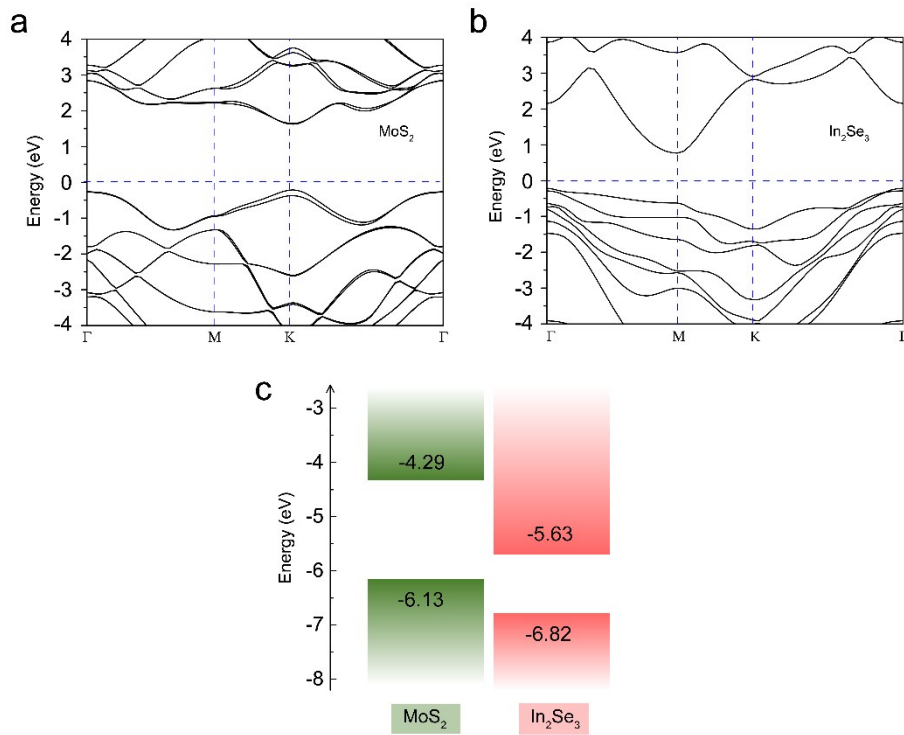 a
4
3
2
1
0
-1
-2
-3
-4
Energy (eV)
MoS₂
Γ
M
K
Γ
b
4
3
2
1
0
-1
-2
-3
-4
Energy (eV)
In₂Se₃
Γ
M
K
c
-3
-4
-5
-6
-7
-8
Energy (eV)
-4.29
-5.63
-6.13
-6.82
MoS₂
In₂Se₃